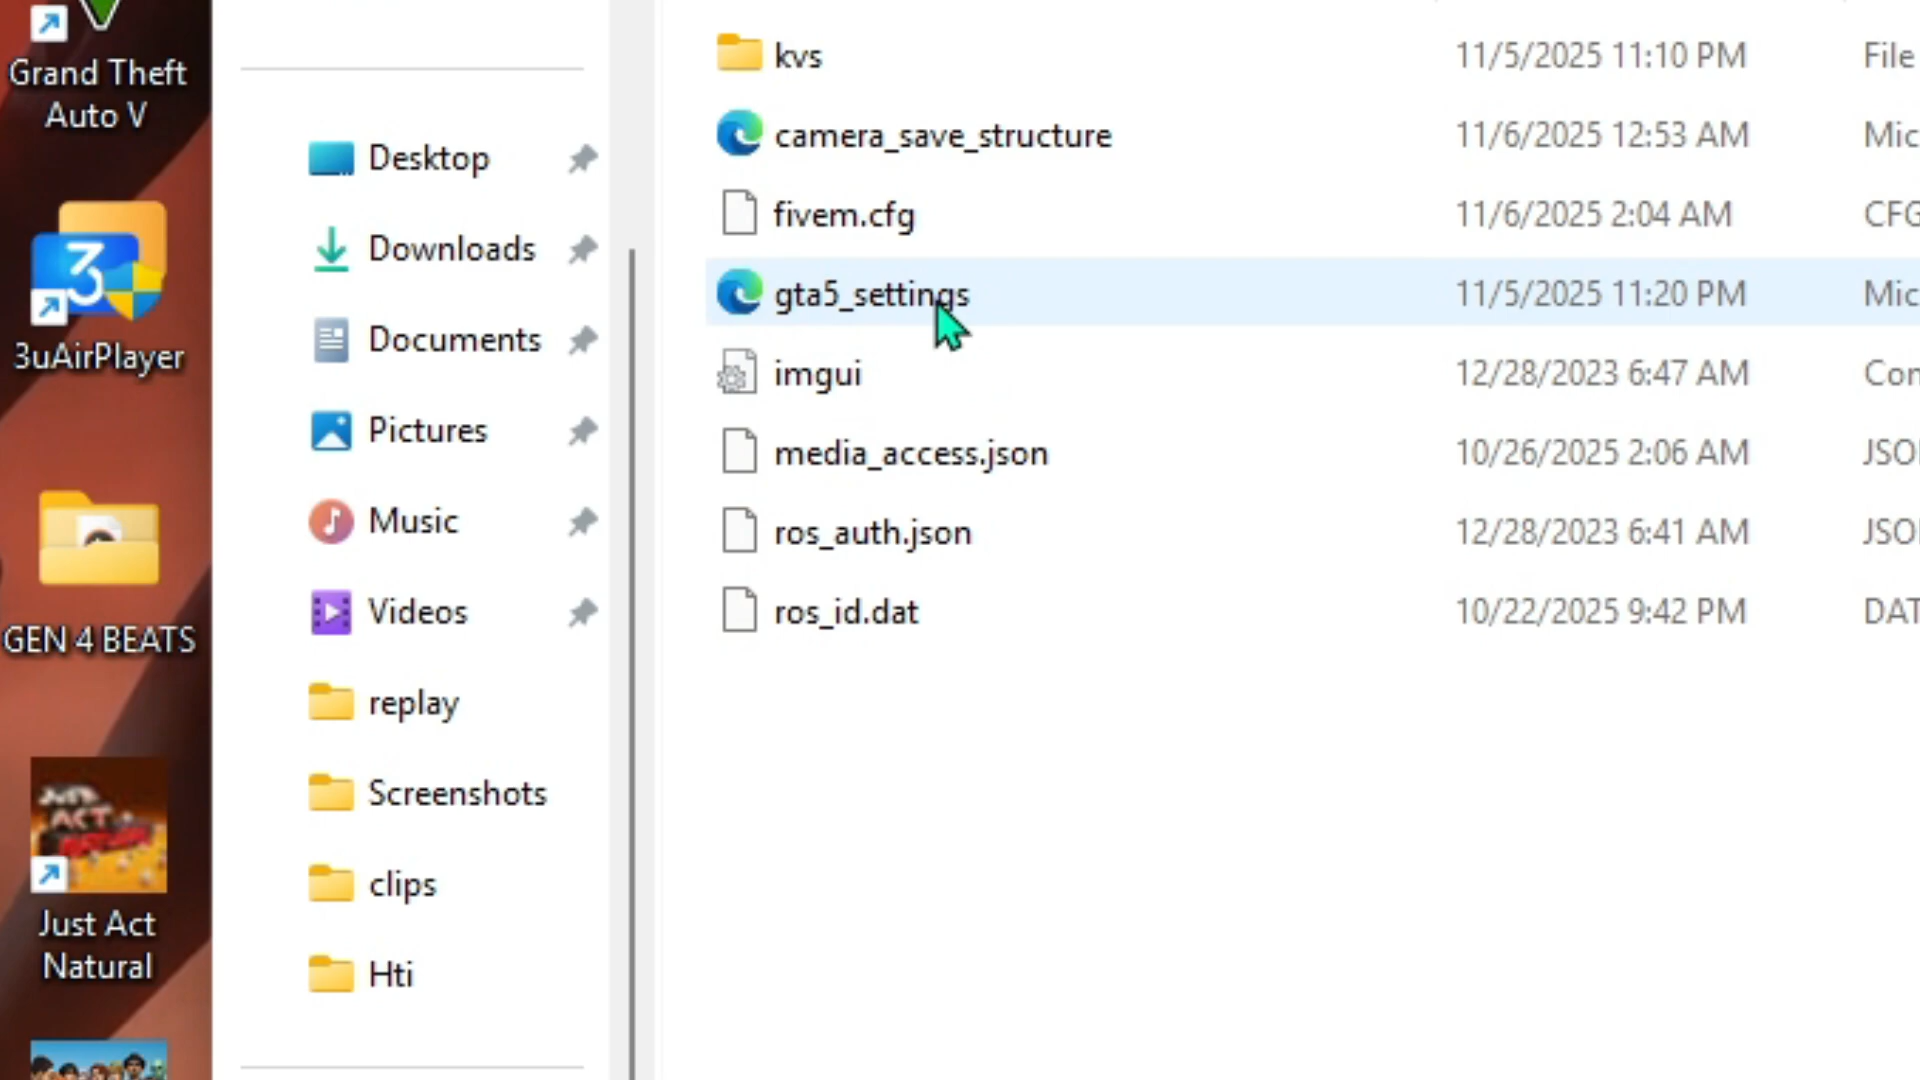 Grand Theft
Auto V
3uAirPlayer
GEN 4 BEATS
JUST
ACT
Just Act
Natural
Desktop
Downloads
Documents
Pictures
Music
Videos
replay
Screenshots
clips
Hti
kvs 11/5/2025 11:10 PM File
camera_save_structure 11/6/2025 12:53 AM Mic
fivem.cfg 11/6/2025 2:04 AM CFG
gta5_settings 11/5/2025 11:20 PM Mic
imgui 12/28/2023 6:47 AM Con
media_access.json 10/26/2025 2:06 AM JSO
ros_auth.json 12/28/2023 6:41 AM JSO
ros_id.dat 10/22/2025 9:42 PM DAT